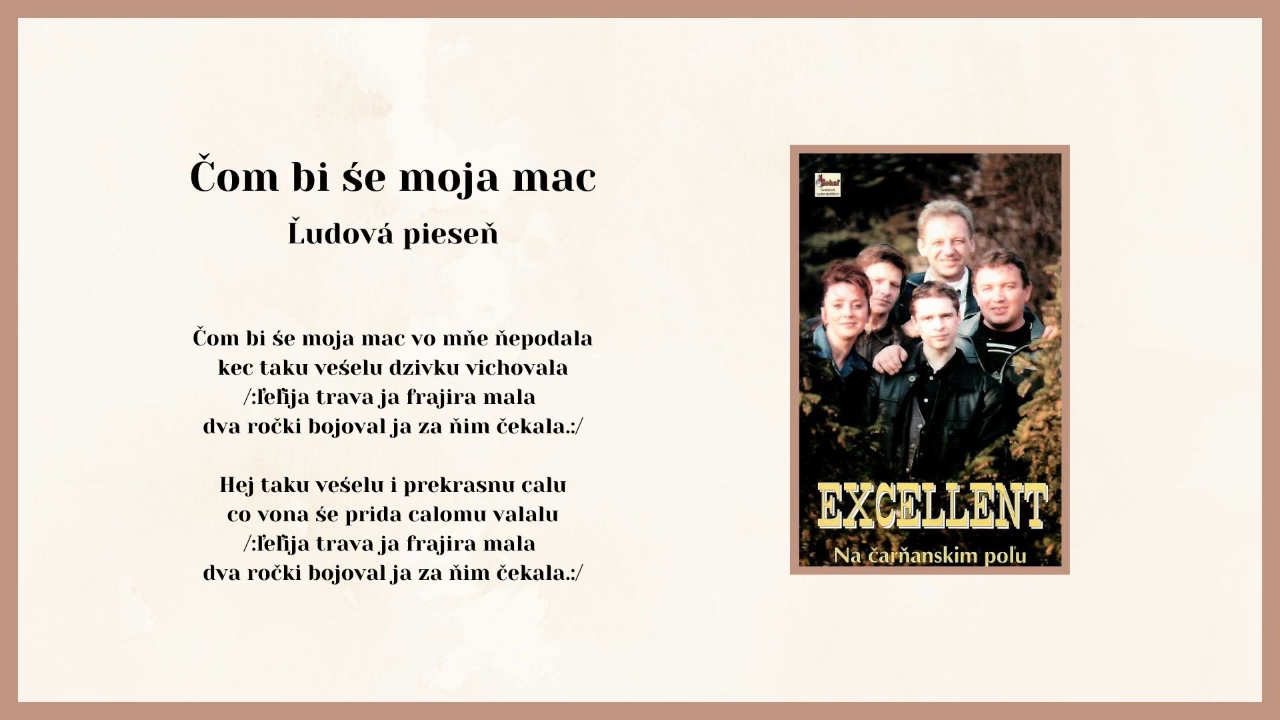 Čom bi śe moja mac
Ľudová pieseň
Čom bi śe moja mac vo mňe ňepodala
kec taku veśelu dzivku vichovala
/:ľeľija trava ja frajira mala
dva ročki bojoval ja za ňim čekala.:/
Hej taku veśelu i prekrasnu calu
co vona śe prida calomu valalu
/:ľeľija trava ja frajira mala
dva ročki bojoval ja za ňim čekala.:/
EXCELLENT
Na čarňanskim poľu